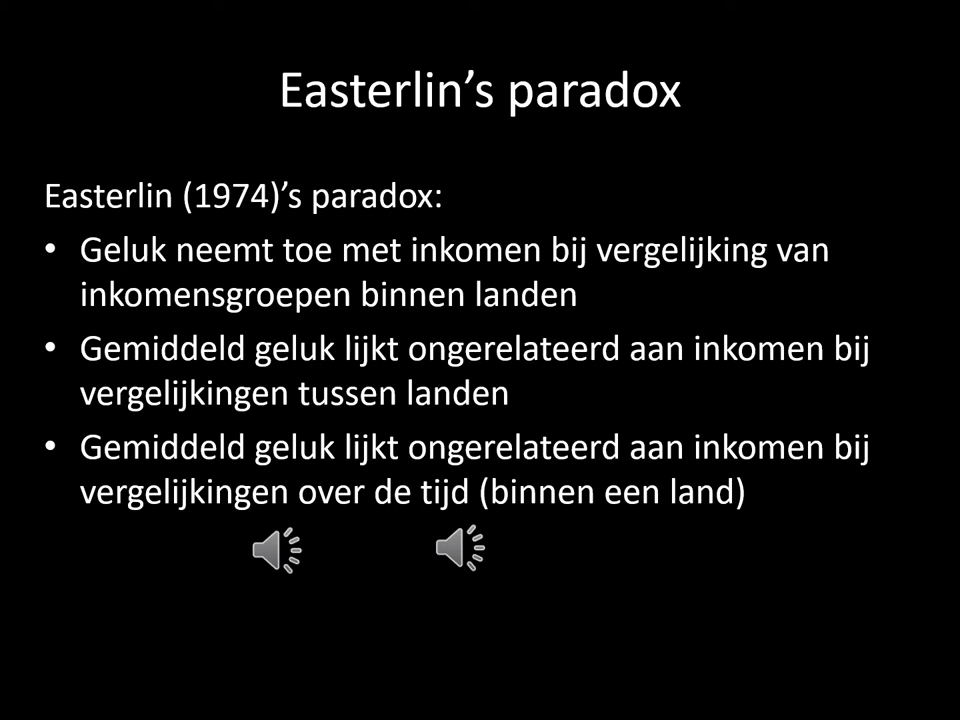 Easterlin’s paradox
Easterlin (1974)’s paradox:
• Geluk neemt toe met inkomen bij vergelijking van
inkomensgroepen binnen landen
• Gemiddeld geluk lijkt ongerelateerd aan inkomen bij
vergelijkingen tussen landen
• Gemiddeld geluk lijkt ongerelateerd aan inkomen bij
vergelijkingen over de tijd (binnen een land)